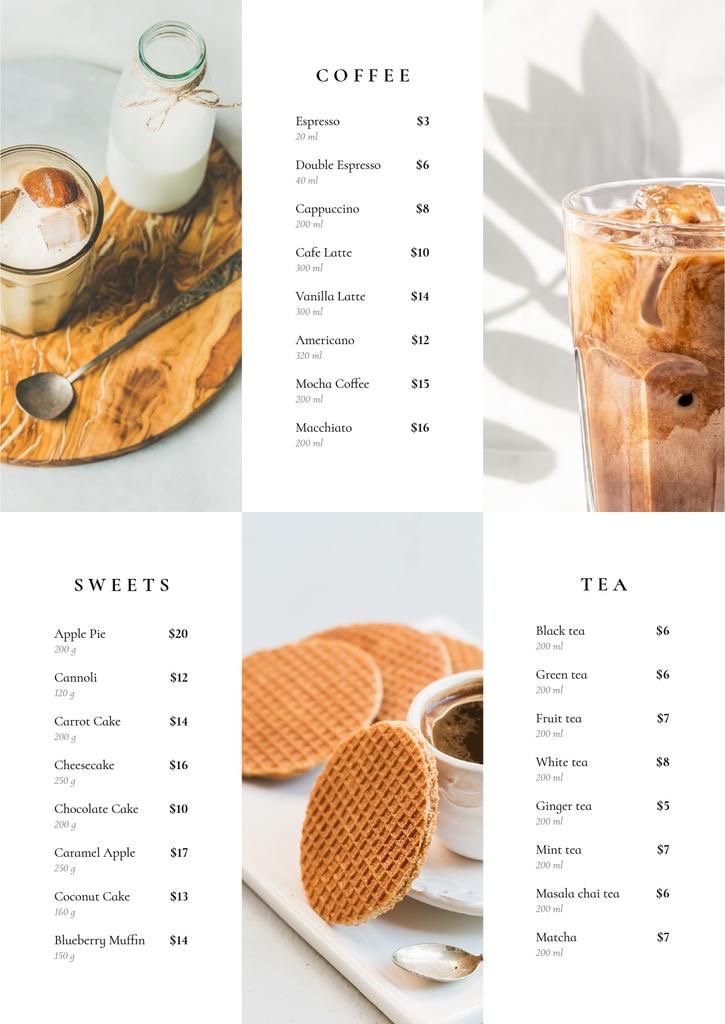 COFFEE
Espresso $3
20 ml
Double Espresso $6
40 ml
Cappuccino $8
200 ml
Cafe Latte $10
300 ml
Vanilla Latte $14
300 ml
Americano $12
320 ml
Mocha Coffee $15
200 ml
Macchiato $16
200 ml
SWEETS
Apple Pie $20
200 g
Cannoli $12
120 g
Carrot Cake $14
200 g
Cheesecake $16
250 g
Chocolate Cake $10
200 g
Caramel Apple $17
250 g
Coconut Cake $13
160 g
Blueberry Muffin $14
150 g
TEA
Black tea $6
200 ml
Green tea $6
200 ml
Fruit tea $7
200 ml
White tea $8
200 ml
Ginger tea $5
200 ml
Mint tea $7
200 ml
Masala chai tea $6
200 ml
Matcha $7
200 ml